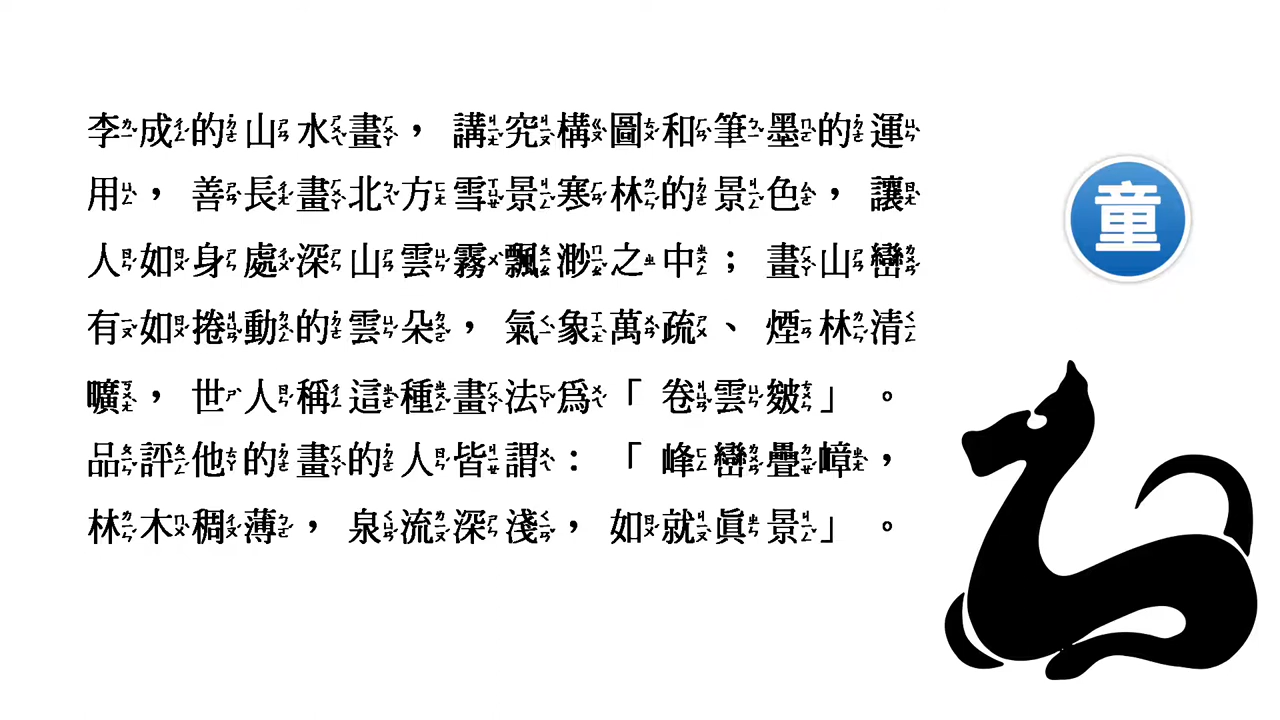 李成的山水畫，講究構圖和筆墨的運
用，善長畫北方雪景寒林的景色，讓
人如身處深山雲霧飄渺之中；畫山巒
有如捲動的雲朵，氣象萬疏、煙林清
曠，世人稱這種畫法為「卷雲皴」。
品評他的畫的人皆謂：「峰巒疊嶂，
林木稠薄，泉流深淺，如就真景」。
童